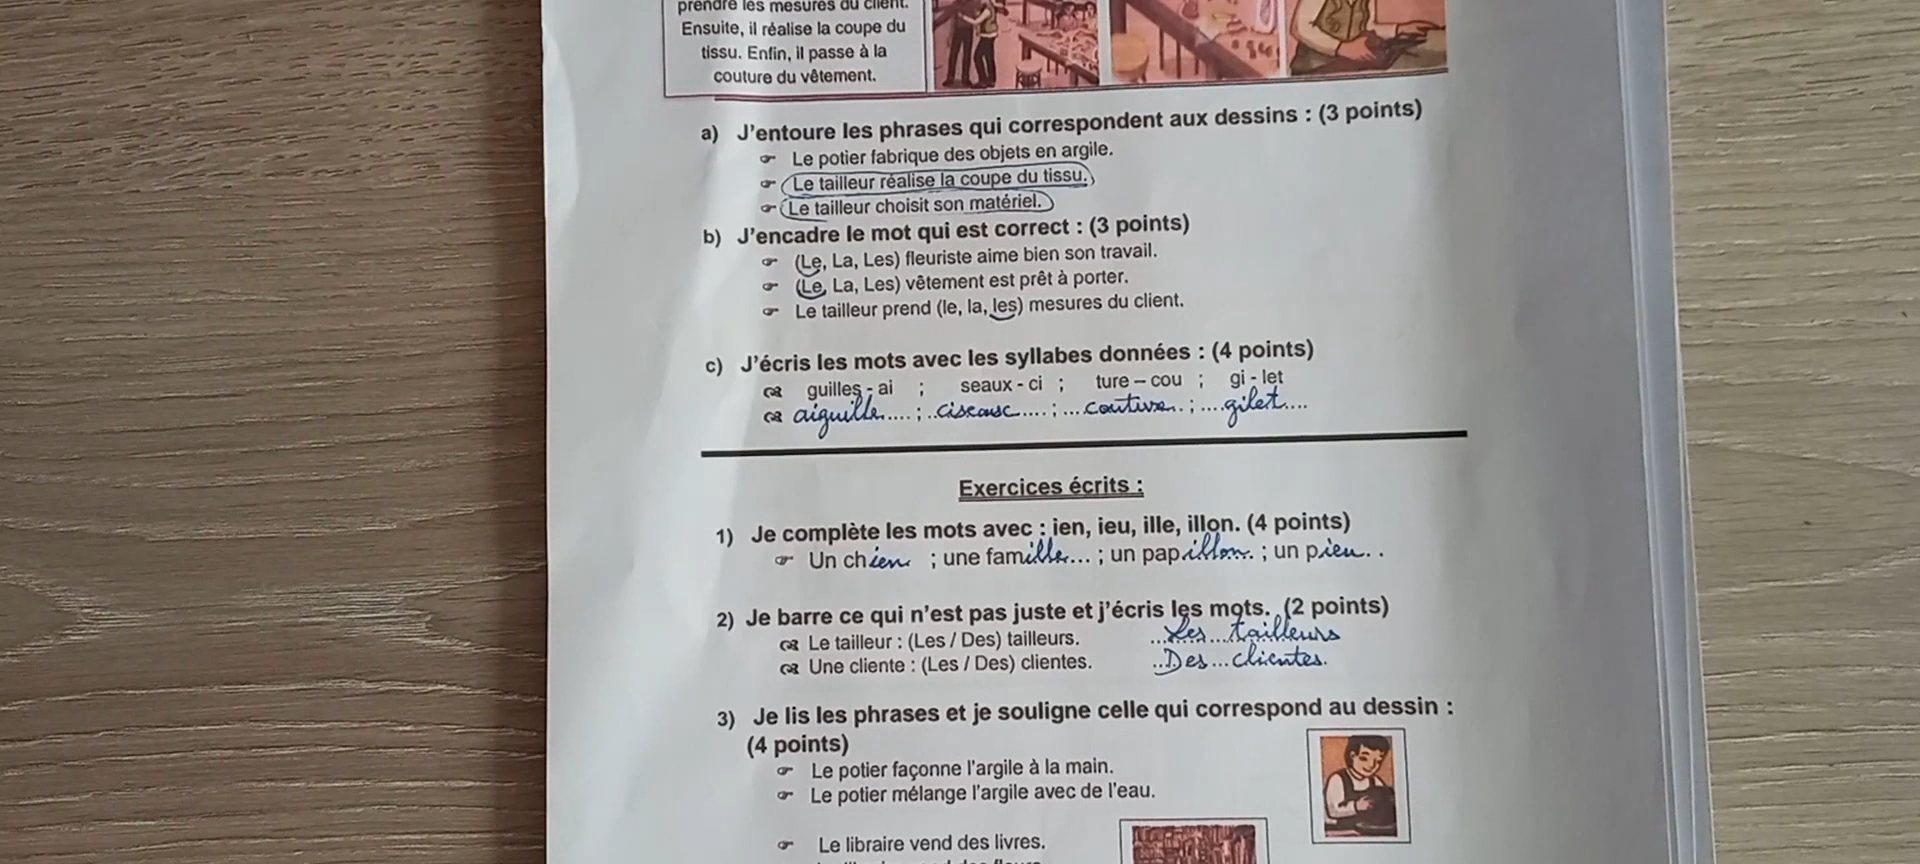 prendre les mesures du client.
Ensuite, il réalise la coupe du
tissu. Enfin, il passe à la
couture du vêtement.
a) J'entoure les phrases qui correspondent aux dessins : (3 points)
☞ Le potier fabrique des objets en argile.
☞ Le tailleur réalise la coupe du tissu.
☞ Le tailleur choisit son matériel.
b) J'encadre le mot qui est correct : (3 points)
☞ (Le, La, Les) fleuriste aime bien son travail.
☞ (Le, La, Les) vêtement est prêt à porter.
☞ Le tailleur prend (le, la, les) mesures du client.
c) J'écris les mots avec les syllabes données : (4 points)
guilles - ai ; seaux - ci ; ture – cou ; gi - let
aiguille.... ; ..ciseaux.... ; ...couture.. ; ....gilet....
Exercices écrits :
1) Je complète les mots avec : ien, ieu, ille, illon. (4 points)
☞ Un chien ; une famille... ; un papillon. ; un pieu. .
2) Je barre ce qui n'est pas juste et j'écris les mots. (2 points)
Le tailleur : (Les / Des) tailleurs. ...Les...tailleurs
Une cliente : (Les / Des) clientes. ..Des...clientes.
3) Je lis les phrases et je souligne celle qui correspond au dessin :
(4 points)
☞ Le potier façonne l'argile à la main.
☞ Le potier mélange l'argile avec de l'eau.
☞ Le libraire vend des livres.